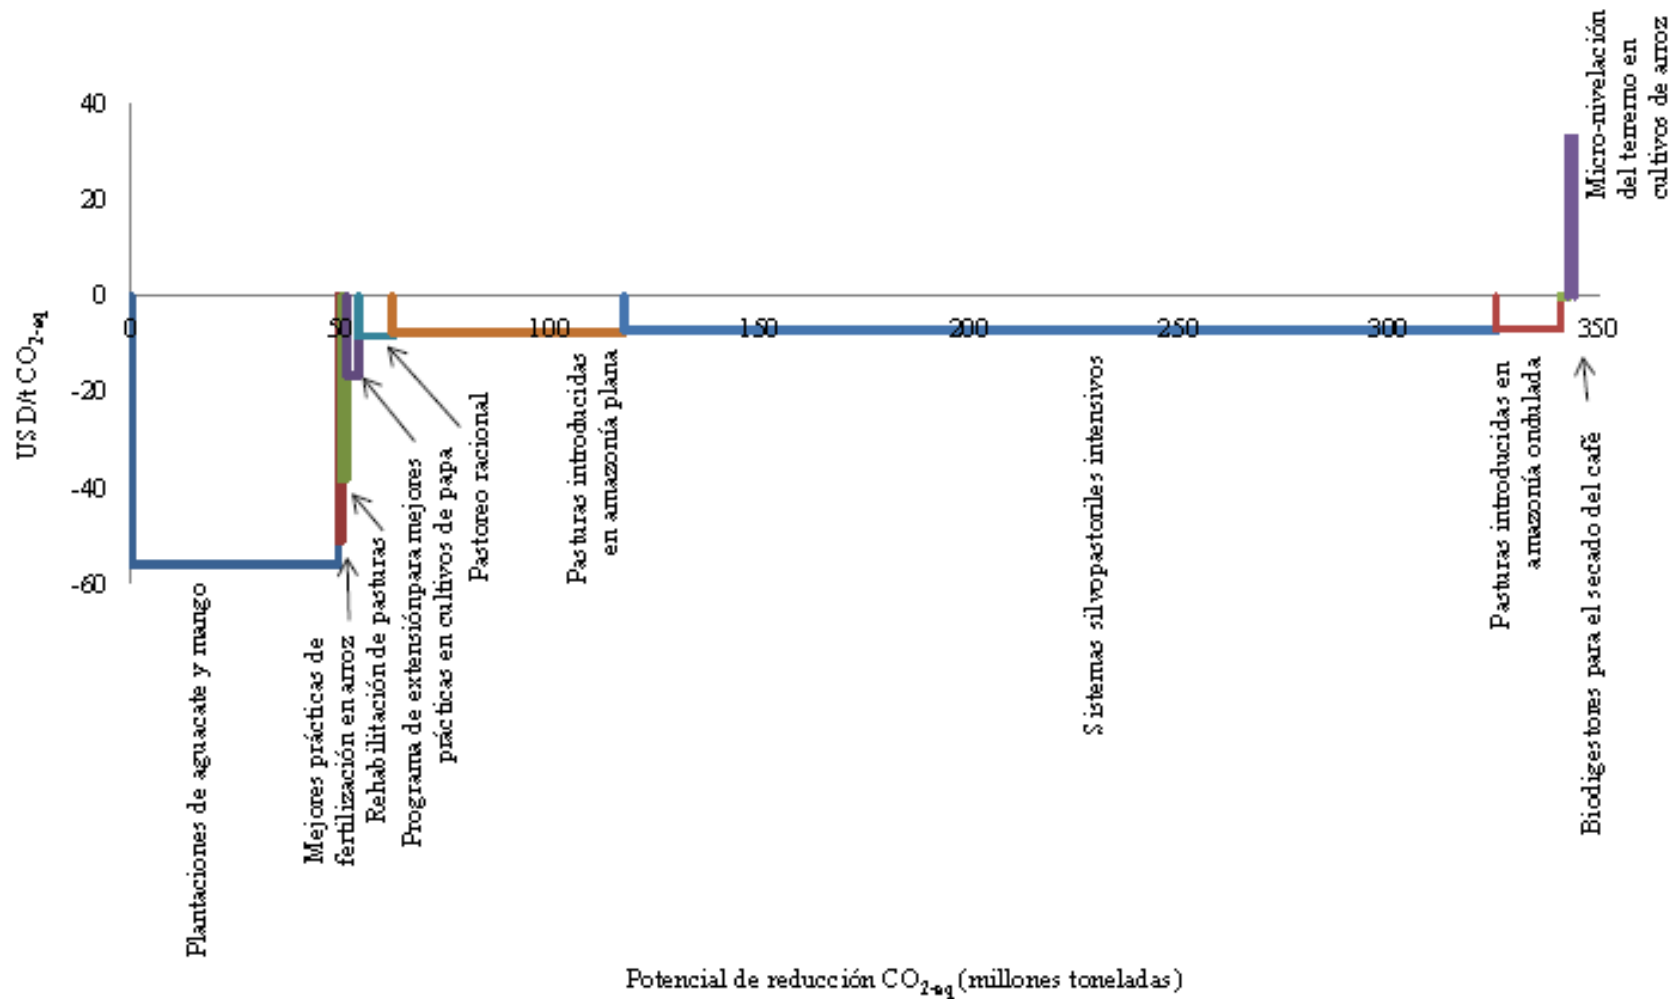 40
20
0
-20
-40
-60
USD/t CO2-eq
0
50
100
150
200
250
300
350
Plantaciones de aguacate y mango
Mejores prácticas de
fertilización en arroz
Rehabilitación de pasturas
Programa de extensión para mejores
prácticas en cultivos de papa
Pastoreo racional
Pasturas introducidas
en amazonía plana
Sistemas silvopastoriles intensivos
Pasturas introducidas en
amazonía ondulada
Biodigestores para el secado del café
Micro-nivelación
del terrerno en
cultivos de arroz
Potencial de reducción CO2-eq (millones toneladas)